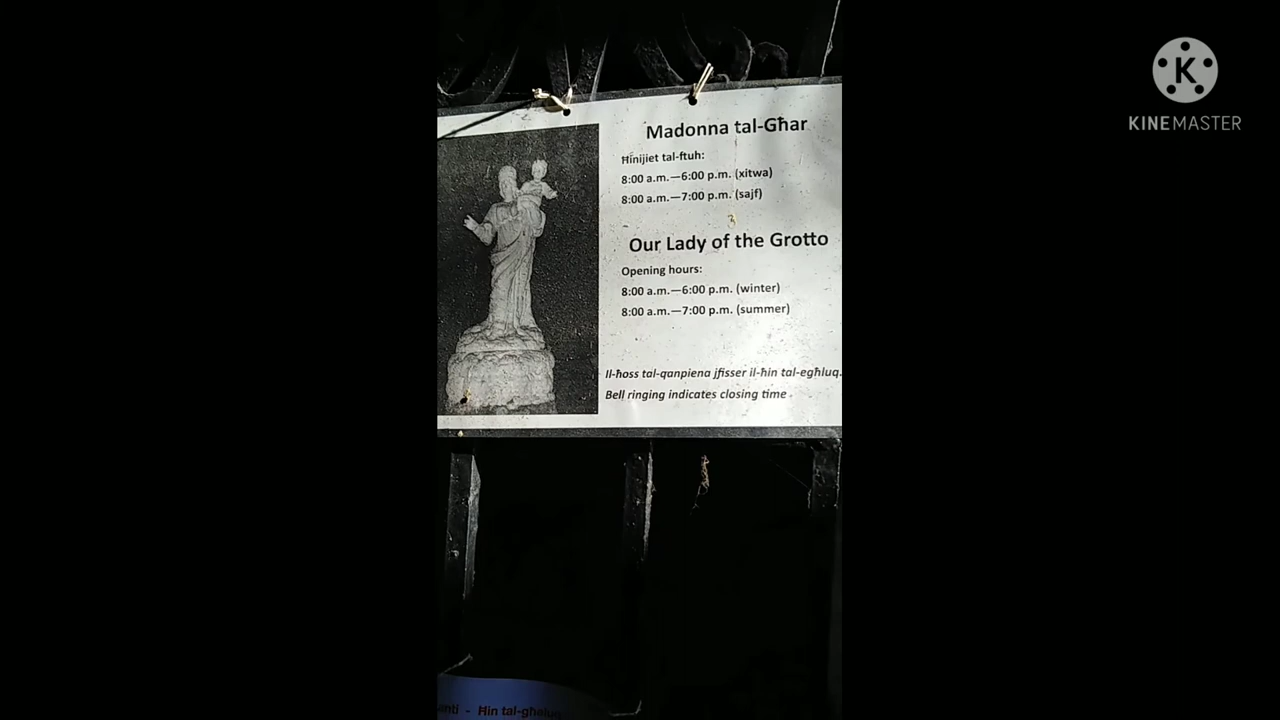 Madonna tal-Għar
Ħinijiet tal-ftuħ:
8:00 a.m.—6:00 p.m. (xitwa)
8:00 a.m.—7:00 p.m. (sajf)
Our Lady of the Grotto
Opening hours:
8:00 a.m.—6:00 p.m. (winter)
8:00 a.m.—7:00 p.m. (summer)
Il-ħoss tal-qanpiena jfisser il-ħin tal-egħluq.
Bell ringing indicates closing time
- Ħin tal-għeluq
K
KINEMASTER